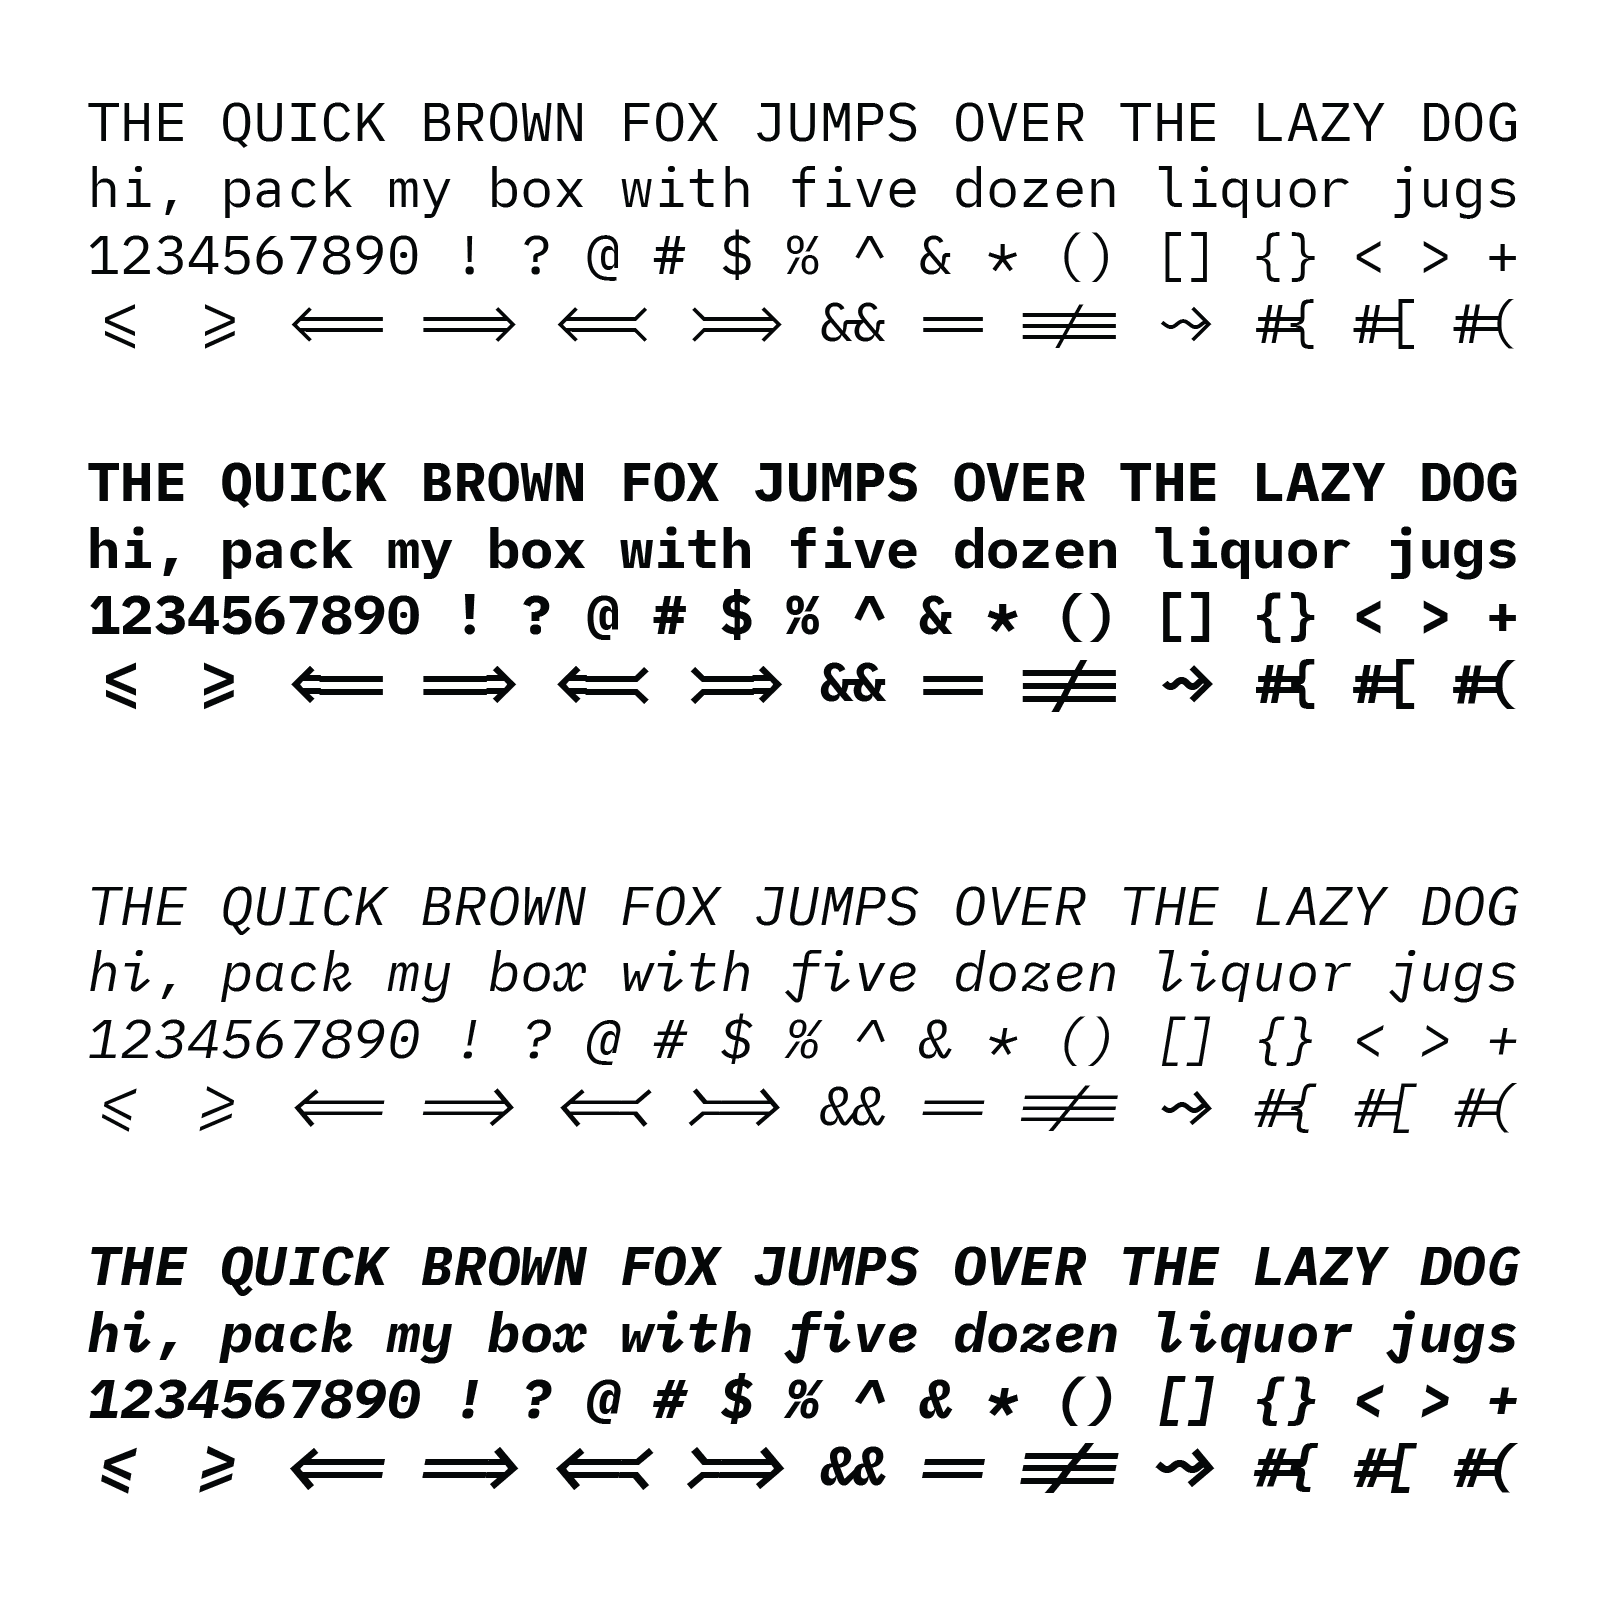 THE QUICK BROWN FOX JUMPS OVER THE LAZY DOG
hi, pack my box with five dozen liquor jugs
1234567890 ! ? @ # $ % ^ & * () [] {} < > +
⩽ ⩾ <== ==> <==< >==> && == !== ~> #{ #[ #(
THE QUICK BROWN FOX JUMPS OVER THE LAZY DOG
hi, pack my box with five dozen liquor jugs
1234567890 ! ? @ # $ % ^ & * () [] {} < > +
⩽ ⩾ <== ==> <==< >==> && == !== ~> #{ #[ #(
THE QUICK BROWN FOX JUMPS OVER THE LAZY DOG
hi, pack my box with five dozen liquor jugs
1234567890 ! ? @ # $ % ^ & * () [] {} < > +
⩽ ⩾ <== ==> <==< >==> && == !== ~> #{ #[ #(
THE QUICK BROWN FOX JUMPS OVER THE LAZY DOG
hi, pack my box with five dozen liquor jugs
1234567890 ! ? @ # $ % ^ & * () [] {} < > +
⩽ ⩾ <== ==> <==< >==> && == !== ~> #{ #[ #(